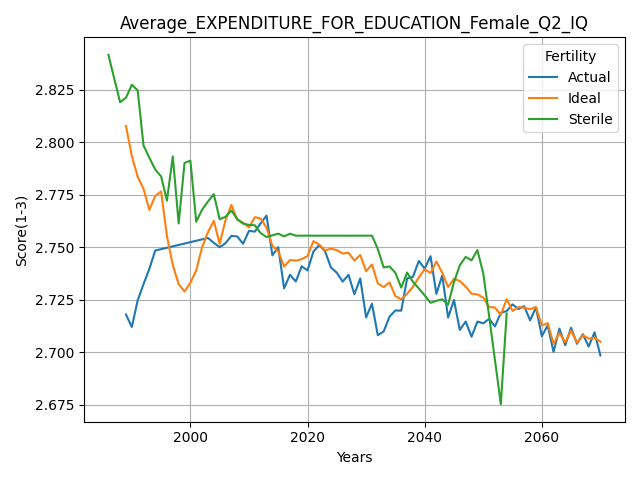 Average_EXPENDITURE_FOR_EDUCATION_Female_Q2_IQ
Fertility
Actual
Ideal
Sterile
Score(1-3)
2.825
2.800
2.775
2.750
2.725
2.700
2.675
2000
2020
2040
2060
Years